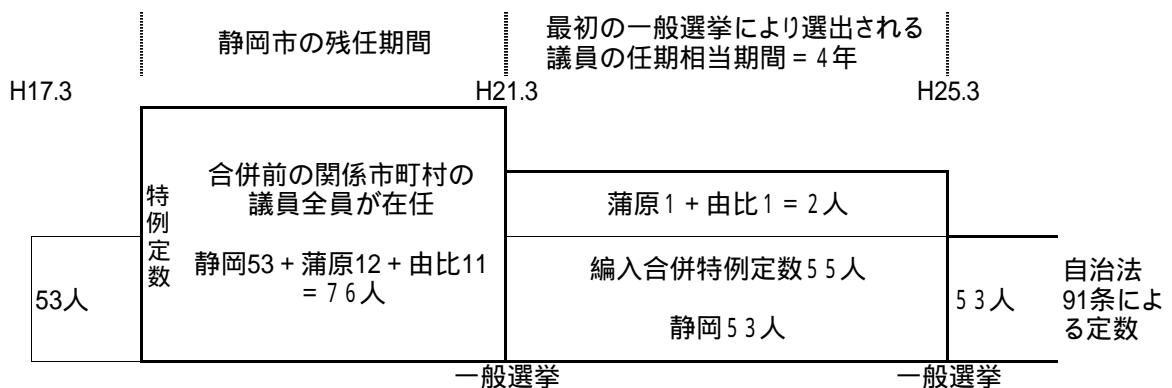 静岡市の残任期間
最初の一般選挙により選出される
議員の任期相当期間=4年
H17.3
H21.3
H25.3
特例定数
合併前の関係市町村の
議員全員が在任
静岡53+蒲原12+由比11
=76人
蒲原1+由比1=2人
編入合併特例定数55人
静岡53人
53人
53人
自治法
91条によ
る定数
一般選挙
一般選挙